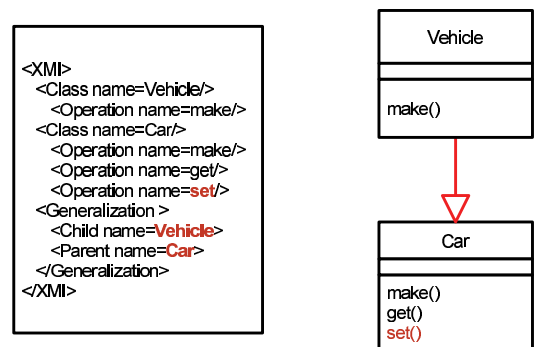 <XMI>
<Class name=Vehicle/>
<Operation name=make/>
<Class name=Car/>
<Operation name=make/>
<Operation name=get/>
<Operation name=set/>
<Generalization >
<Child name=Vehicle>
<Parent name=Car>
</Generalization>
</XMI>
Vehicle
make()
Car
make()
get()
set()